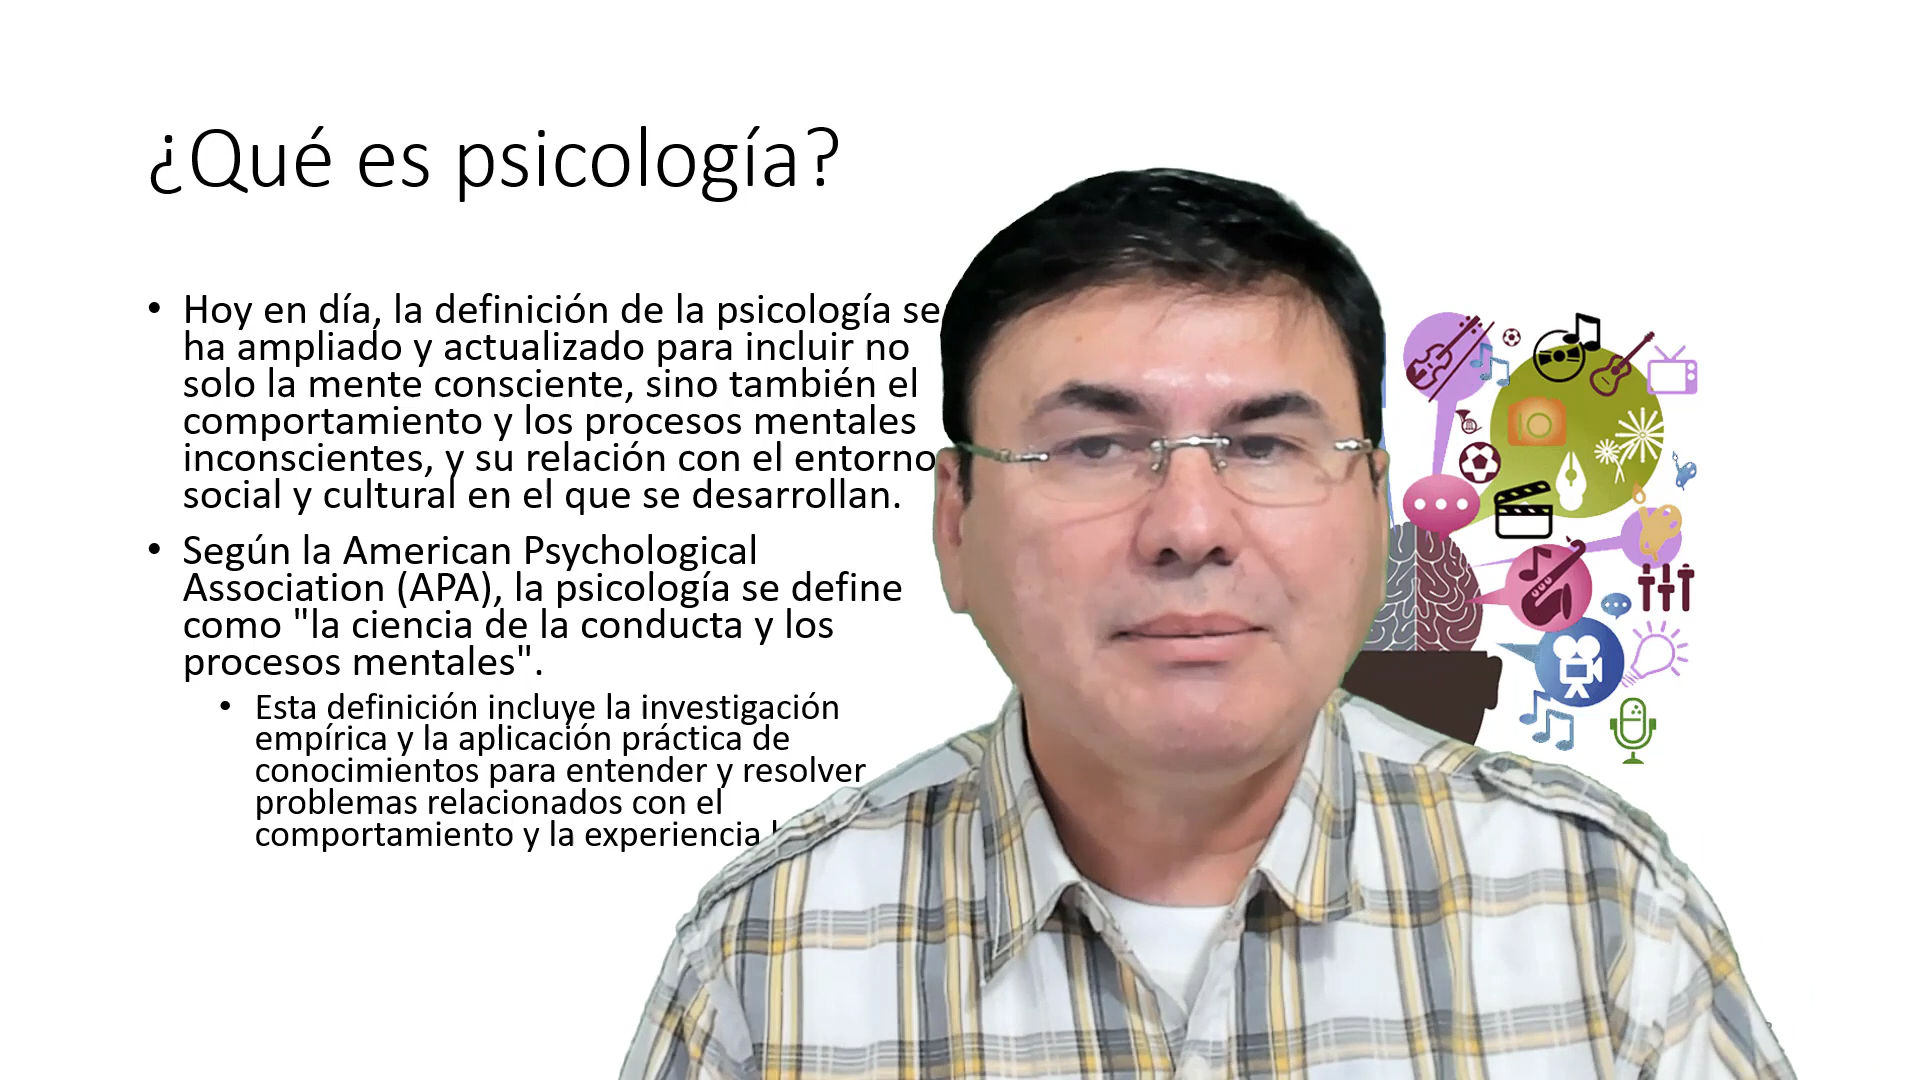 ¿Qué es psicología?
• Hoy en día, la definición de la psicología se
ha ampliado y actualizado para incluir no
solo la mente consciente, sino también el
comportamiento y los procesos mentales
inconscientes, y su relación con el entorno
social y cultural en el que se desarrollan.
• Según la American Psychological
Association (APA), la psicología se define
como "la ciencia de la conducta y los
procesos mentales".
• Esta definición incluye la investigación
empírica y la aplicación práctica de
conocimientos para entender y resolver
problemas relacionados con el
comportamiento y la experiencia